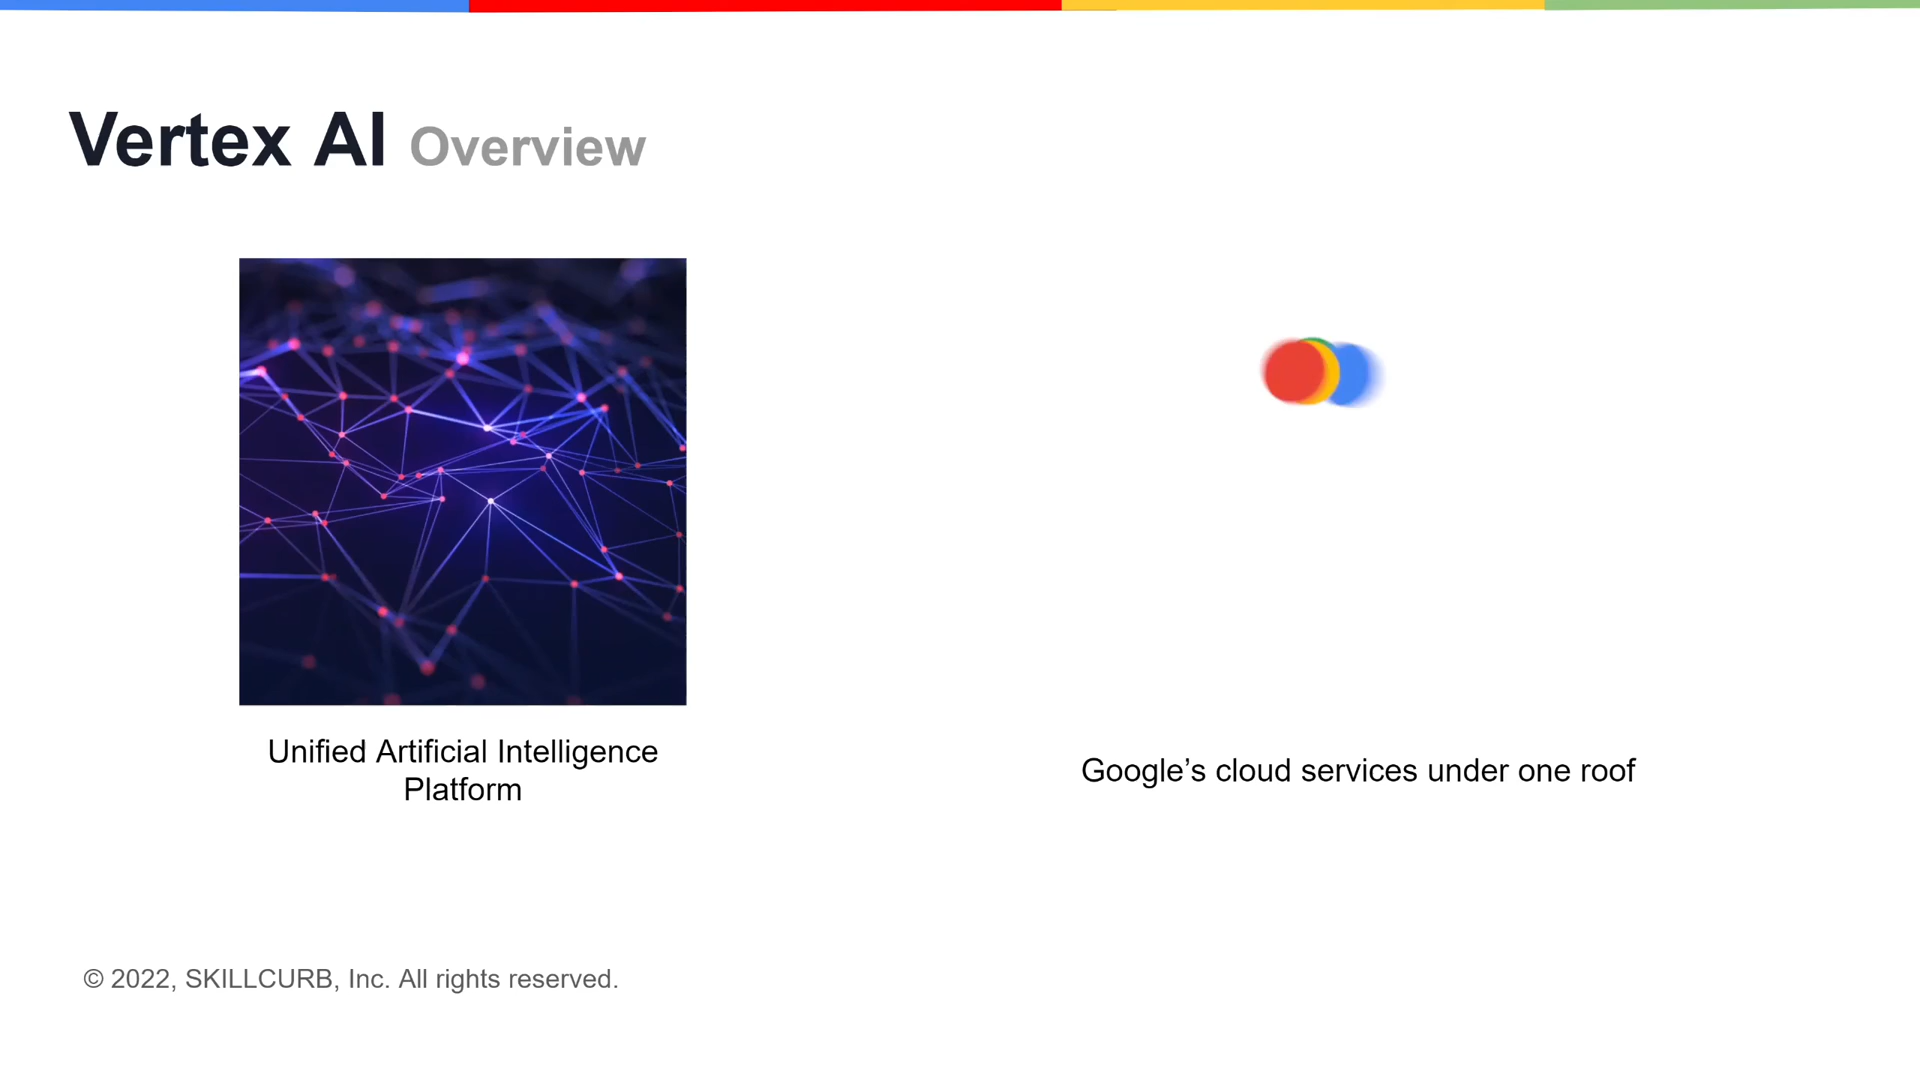 Vertex AI Overview
Unified Artificial Intelligence
Platform
Google’s cloud services under one roof
© 2022, SKILLCURB, Inc. All rights reserved.